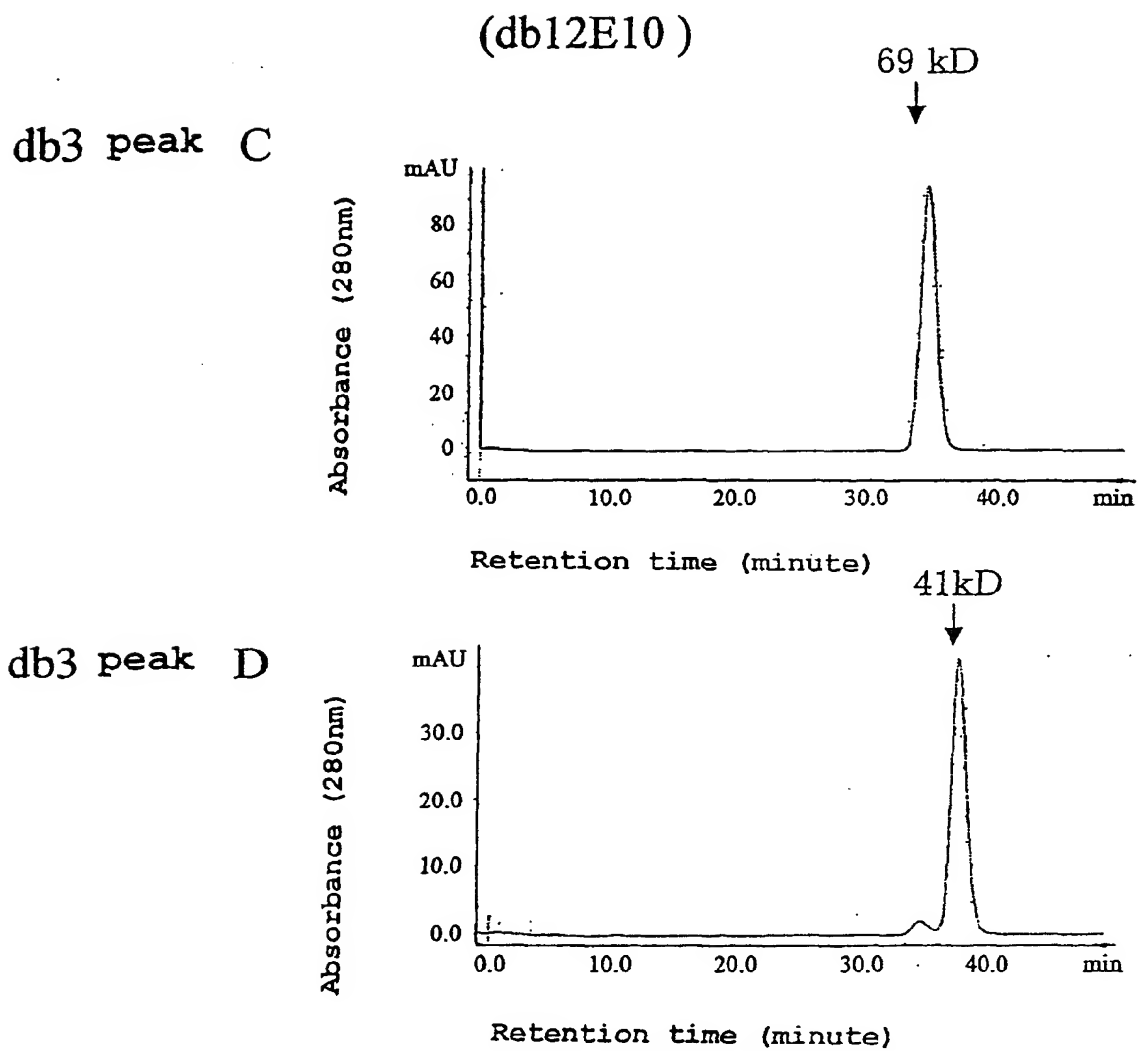 (db12E10 )
69 kD
db3 peak C
mAU
80
60
40
20
0
Absorbance (280nm)
0.0 10.0 20.0 30.0 40.0 min
Retention time (minute)
41kD
db3 peak D
mAU
30.0
20.0
10.0
0.0
Absorbance (280nm)
0.0 10.0 20.0 30.0 40.0 min
Retention time (minute)